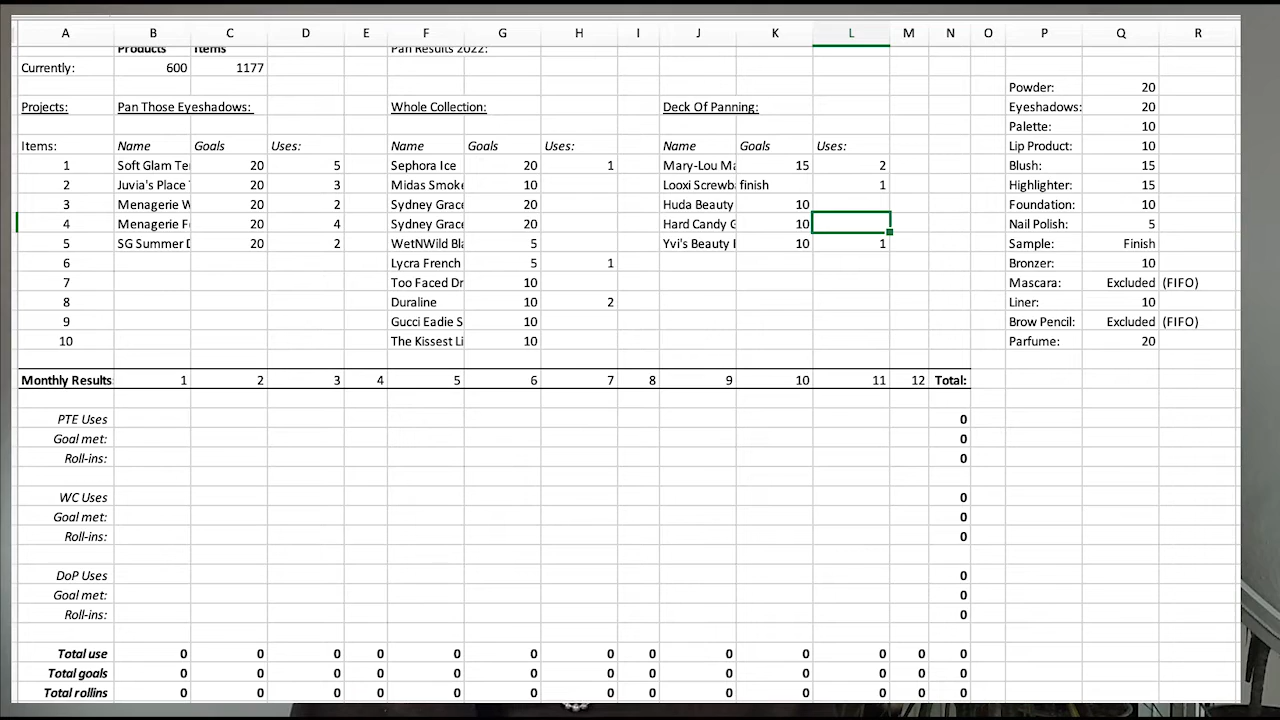 A B C D E F G H I J K L M N O P Q R
Products Items Pan Results 2022:
Currently: 600 1177
Powder: 20
Projects: Pan Those Eyeshadows: Whole Collection: Deck Of Panning: Eyeshadows: 20
Palette: 10
Items: Name Goals Uses: Name Goals Uses: Name Goals Uses: Lip Product: 10
1 Soft Glam Te 20 5 Sephora Ice 20 1 Mary-Lou Ma 15 2 Blush: 15
2 Juvia's Place 20 3 Midas Smoke 10 Looxi Screwb finish 1 Highlighter: 15
3 Menagerie W 20 2 Sydney Grace 20 Huda Beauty 10 Foundation: 10
4 Menagerie F 20 4 Sydney Grace 20 Hard Candy G 10 Nail Polish: 5
5 SG Summer D 20 2 WetNWild Bla 5 Yvi's Beauty 10 1 Sample: Finish
6 Lycra French 5 1 Bronzer: 10
7 Too Faced Dr 10 Mascara: Excluded (FIFO)
8 Duraline 10 2 Liner: 10
9 Gucci Eadie S 10 Brow Pencil: Excluded (FIFO)
10 The Kissest Li 10 Parfume: 20
Monthly Results 1 2 3 4 5 6 7 8 9 10 11 12 Total:
PTE Uses 0
Goal met: 0
Roll-ins: 0
WC Uses 0
Goal met: 0
Roll-ins: 0
DoP Uses 0
Goal met: 0
Roll-ins: 0
Total use 0 0 0 0 0 0 0 0 0 0 0 0 0
Total goals 0 0 0 0 0 0 0 0 0 0 0 0 0
Total rollins 0 0 0 0 0 0 0 0 0 0 0 0 0